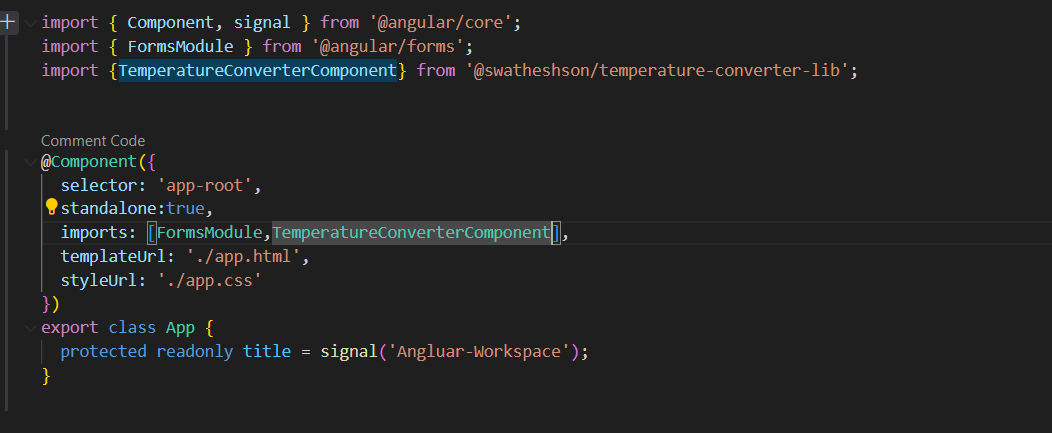 import { Component, signal } from '@angular/core';
import { FormsModule } from '@angular/forms';
import {TemperatureConverterComponent} from '@swatheshson/temperature-converter-lib';
Comment Code
@Component({
selector: 'app-root',
standalone:true,
imports: [FormsModule,TemperatureConverterComponent],
templateUrl: './app.html',
styleUrl: './app.css'
})
export class App {
protected readonly title = signal('Angluar-Workspace');
}